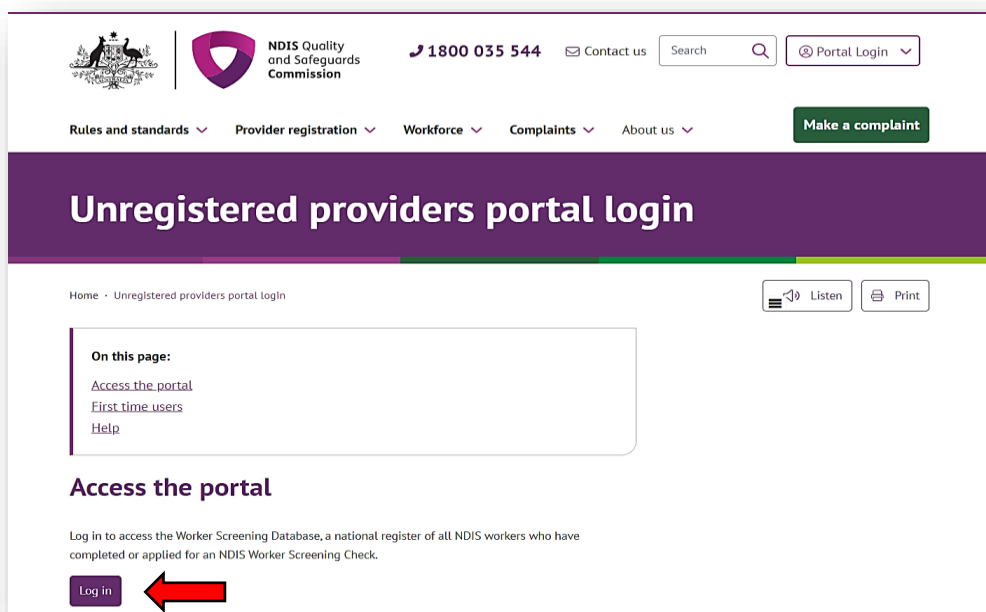 NDIS Quality
and Safeguards
Commission
1800 035 544
Contact us
Search
Portal Login
Rules and standards
Provider registration
Workforce
Complaints
About us
Make a complaint
Unregistered providers portal login
Home · Unregistered providers portal login
Listen
Print
On this page:
Access the portal
First time users
Help
Access the portal
Log in to access the Worker Screening Database, a national register of all NDIS workers who have
completed or applied for an NDIS Worker Screening Check.
Log in